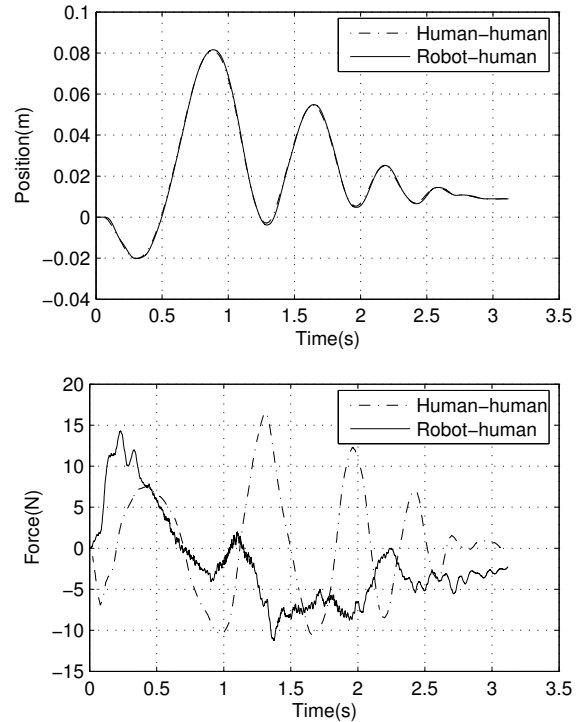 0.1
0.08
0.06
0.04
0.02
0
−0.02
−0.04
Position(m)
Human−human
Robot−human
0 0.5 1 1.5 2 2.5 3 3.5
Time(s)
20
15
10
5
0
−5
−10
−15
Force(N)
Human−human
Robot−human
0 0.5 1 1.5 2 2.5 3 3.5
Time(s)